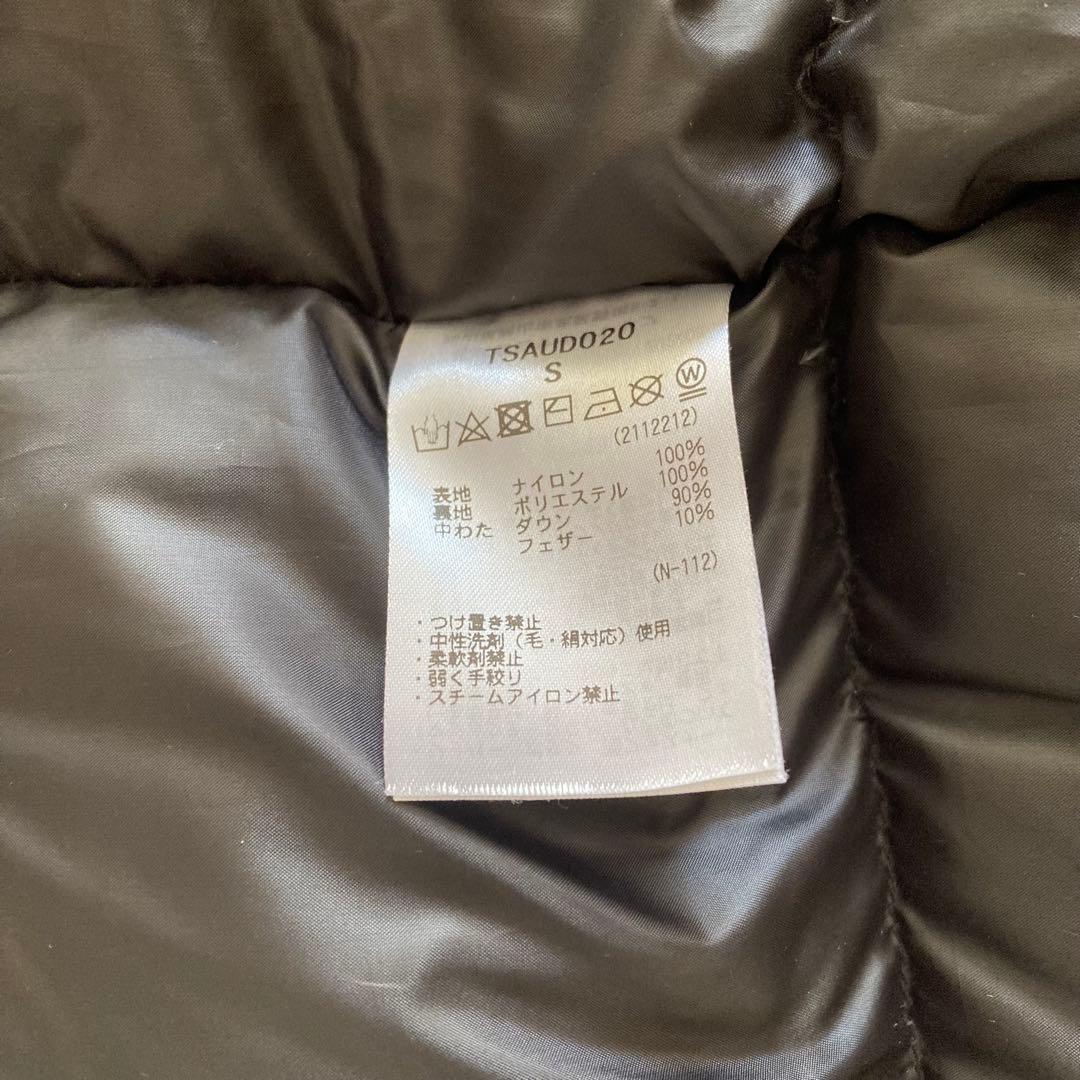 TSAUD020
S
W
(2112212)
表地 ナイロン 100%
裏地 ポリエステル 100%
中わた ダウン 90%
フェザー 10%
(N-112)
・つけ置き禁止
・中性洗剤(毛・絹対応)使用
・柔軟剤禁止
・弱く手絞り
・スチームアイロン禁止